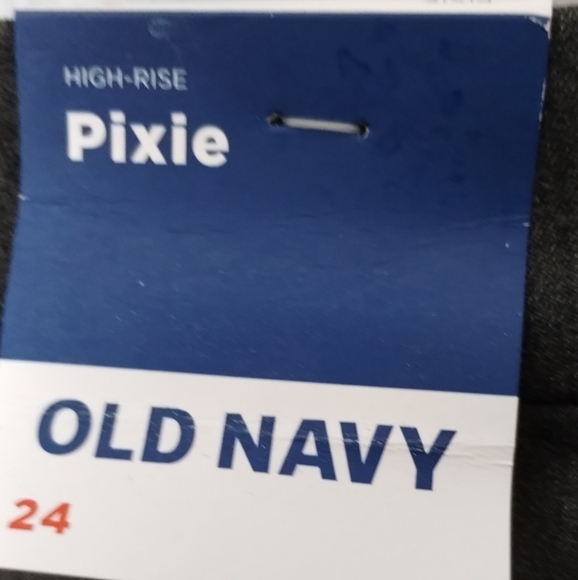 HIGH-RISE
Pixie
OLD NAVY
24